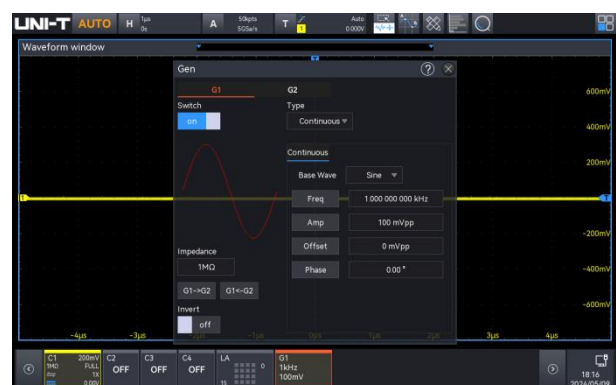 UNI-T AUTO H 1μs 0s A 50kpts 5GSa/s T 1 Auto 0.000V
Waveform window
Gen
G1 G2
Switch Type
on Continuous
Continuous
Base Wave Sine
Freq 1.000 000 000 kHz
Amp 100 mVpp
Offset 0 mVpp
Phase 0.00 °
Impedance
1MΩ
G1->G2 G1<-G2
Invert
off
600mV
400mV
200mV
-200mV
-400mV
-600mV
-4μs -3μs 3μs 4μs
C1 200mV 1MΩ FULL 1X 0.00V
C2 OFF
C3 OFF
C4 OFF
LA 0 15
G1 1kHz 100mV
18:16